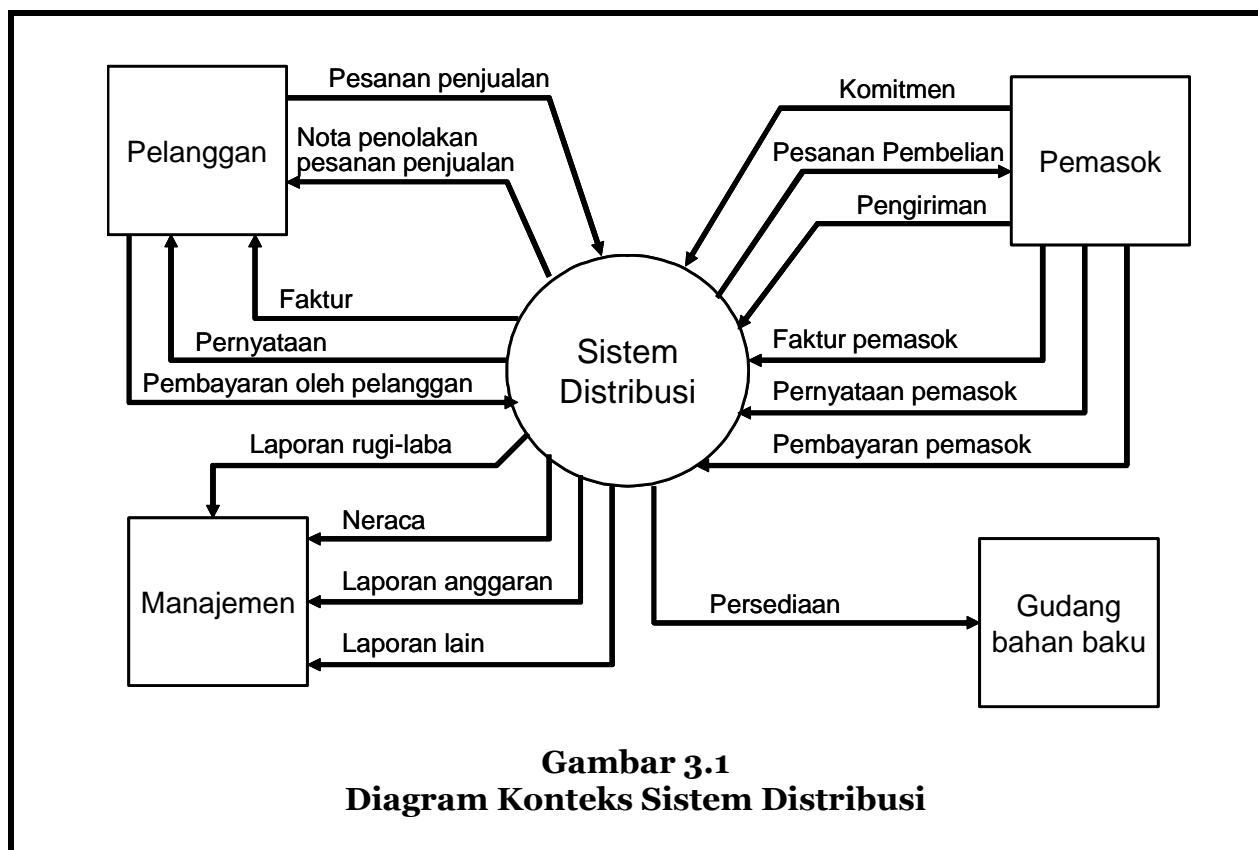 Pelanggan
Pesanan penjualan
Nota penolakan
pesanan penjualan
Faktur
Pernyataan
Pembayaran oleh pelanggan
Komitmen
Pesanan Pembelian
Pengiriman
Pemasok
Faktur pemasok
Pernyataan pemasok
Pembayaran pemasok
Sistem
Distribusi
Laporan rugi-laba
Neraca
Laporan anggaran
Laporan lain
Manajemen
Persediaan
Gudang
bahan baku
Gambar 3.1
Diagram Konteks Sistem Distribusi